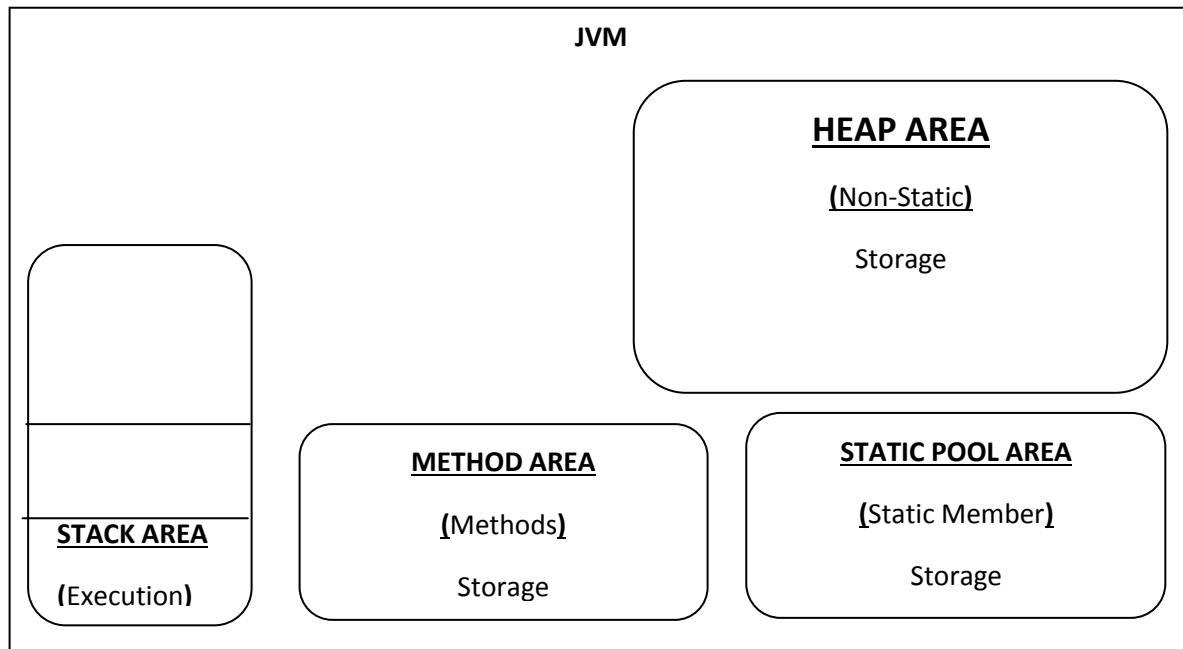 JVM
HEAP AREA
(Non-Static)
Storage
STACK AREA
(Execution)
METHOD AREA
(Methods)
Storage
STATIC POOL AREA
(Static Member)
Storage